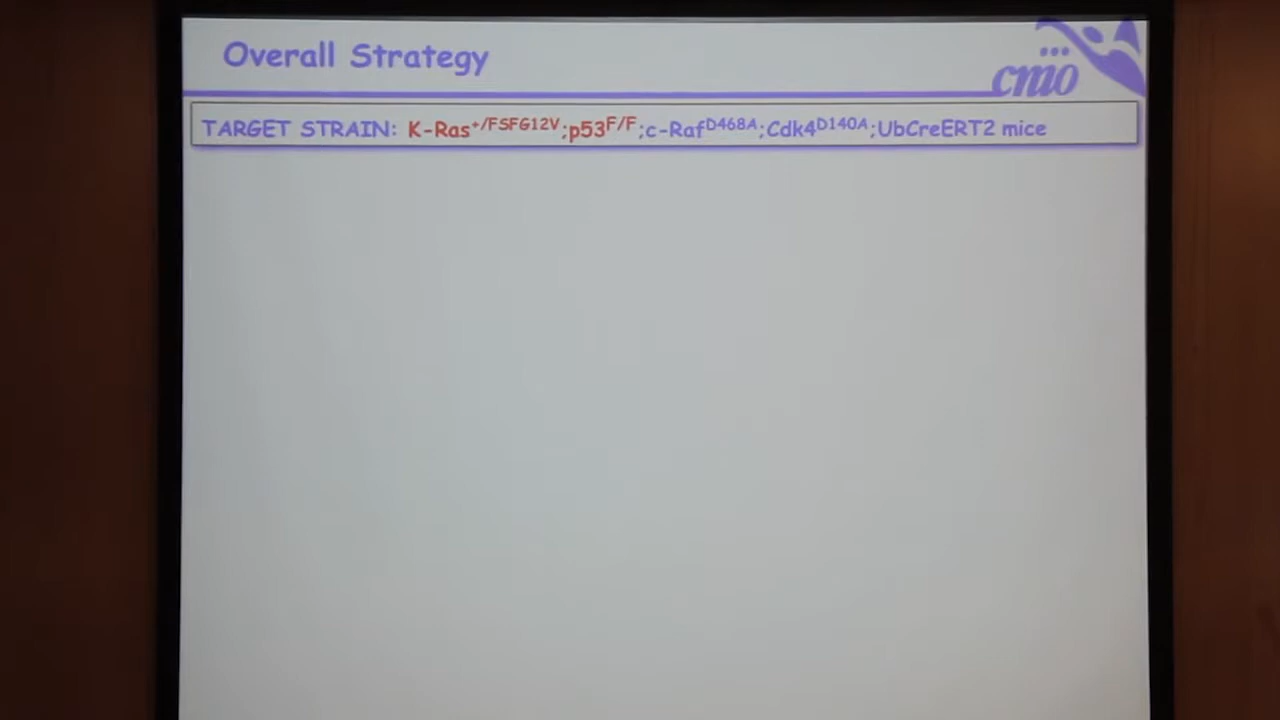 Overall Strategy
cnio
TARGET STRAIN: K-Ras+/FSFG12V;p53F/F;c-RafD468A;Cdk4D140A;UbCreERT2 mice